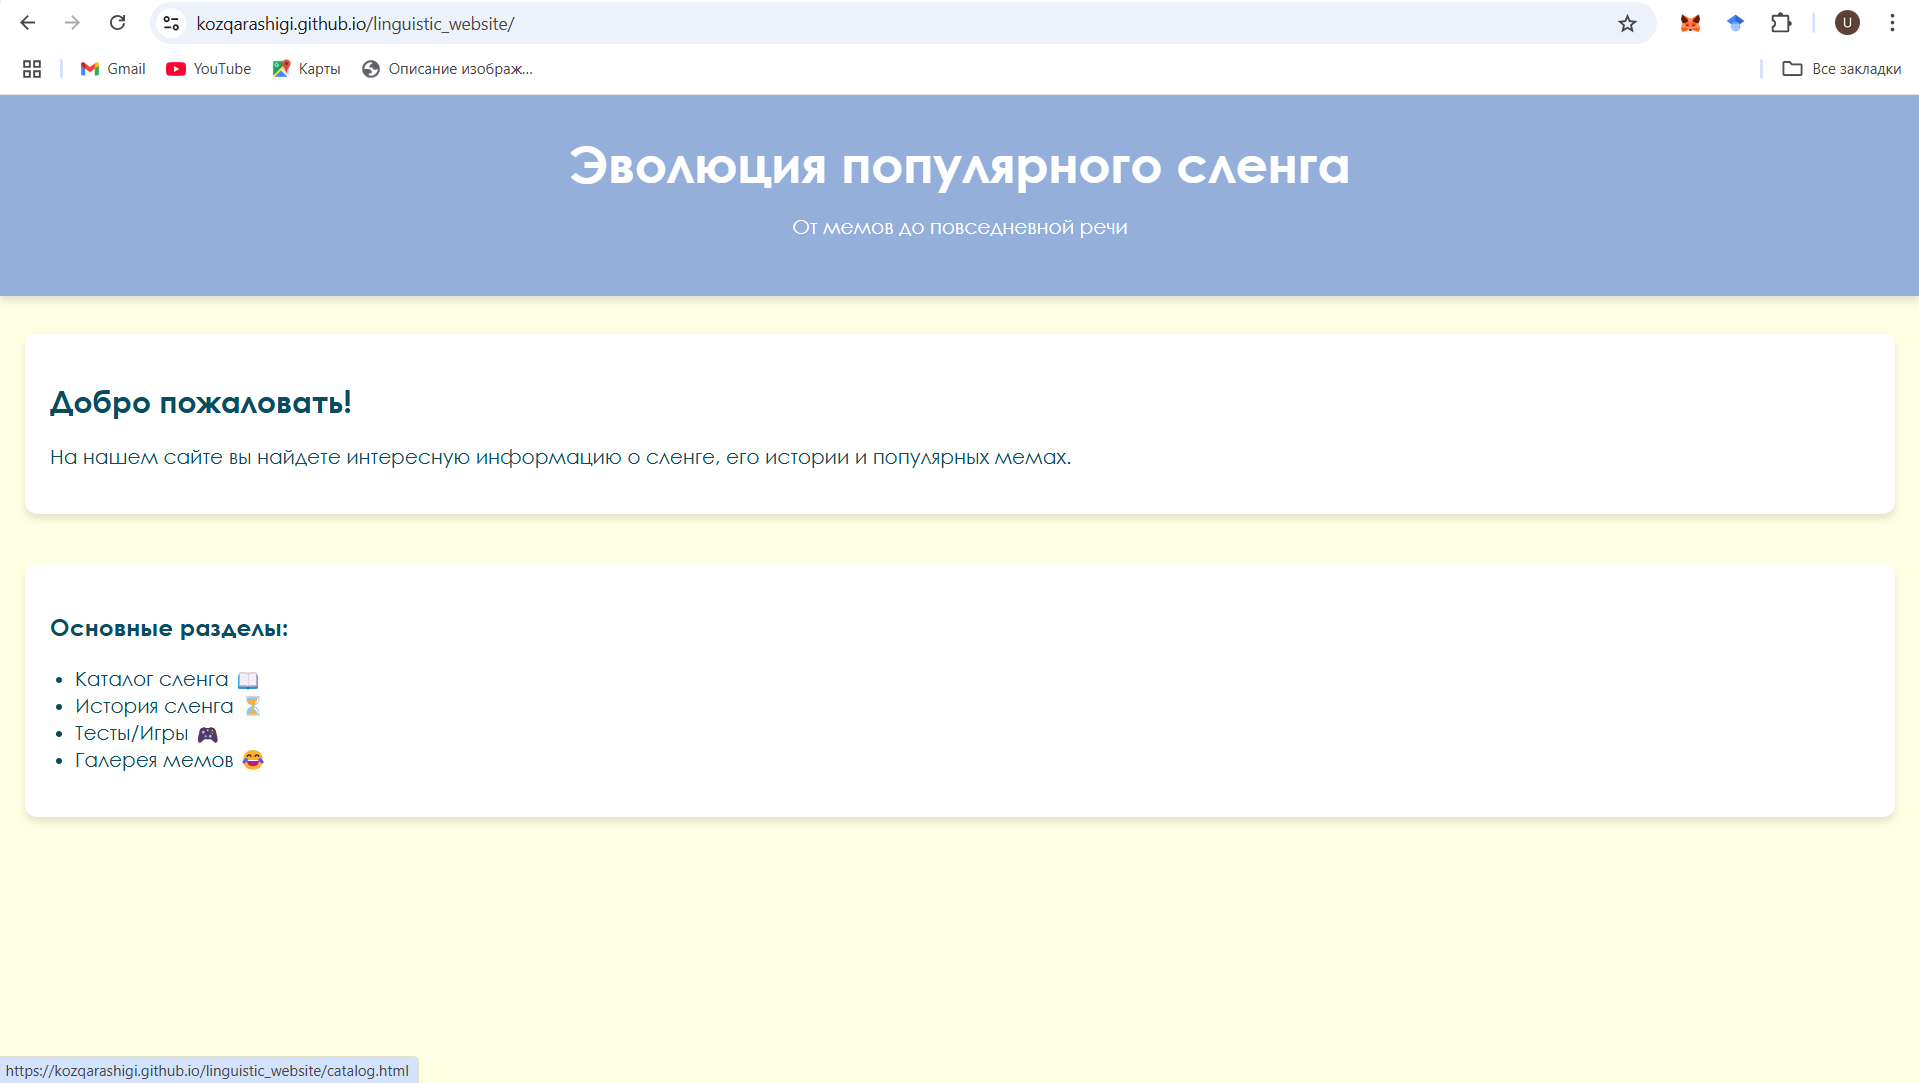 kozqarashigi.github.io/linguistic_website/
U
Gmail YouTube Карты Описание изображ... Все закладки
Эволюция популярного сленга
От мемов до повседневной речи
Добро пожаловать!
На нашем сайте вы найдете интересную информацию о сленге, его истории и популярных мемах.
Основные разделы:
• Каталог сленга 📖
• История сленга ⏳
• Тесты/Игры 🎮
• Галерея мемов 😂
https://kozqarashigi.github.io/linguistic_website/catalog.html